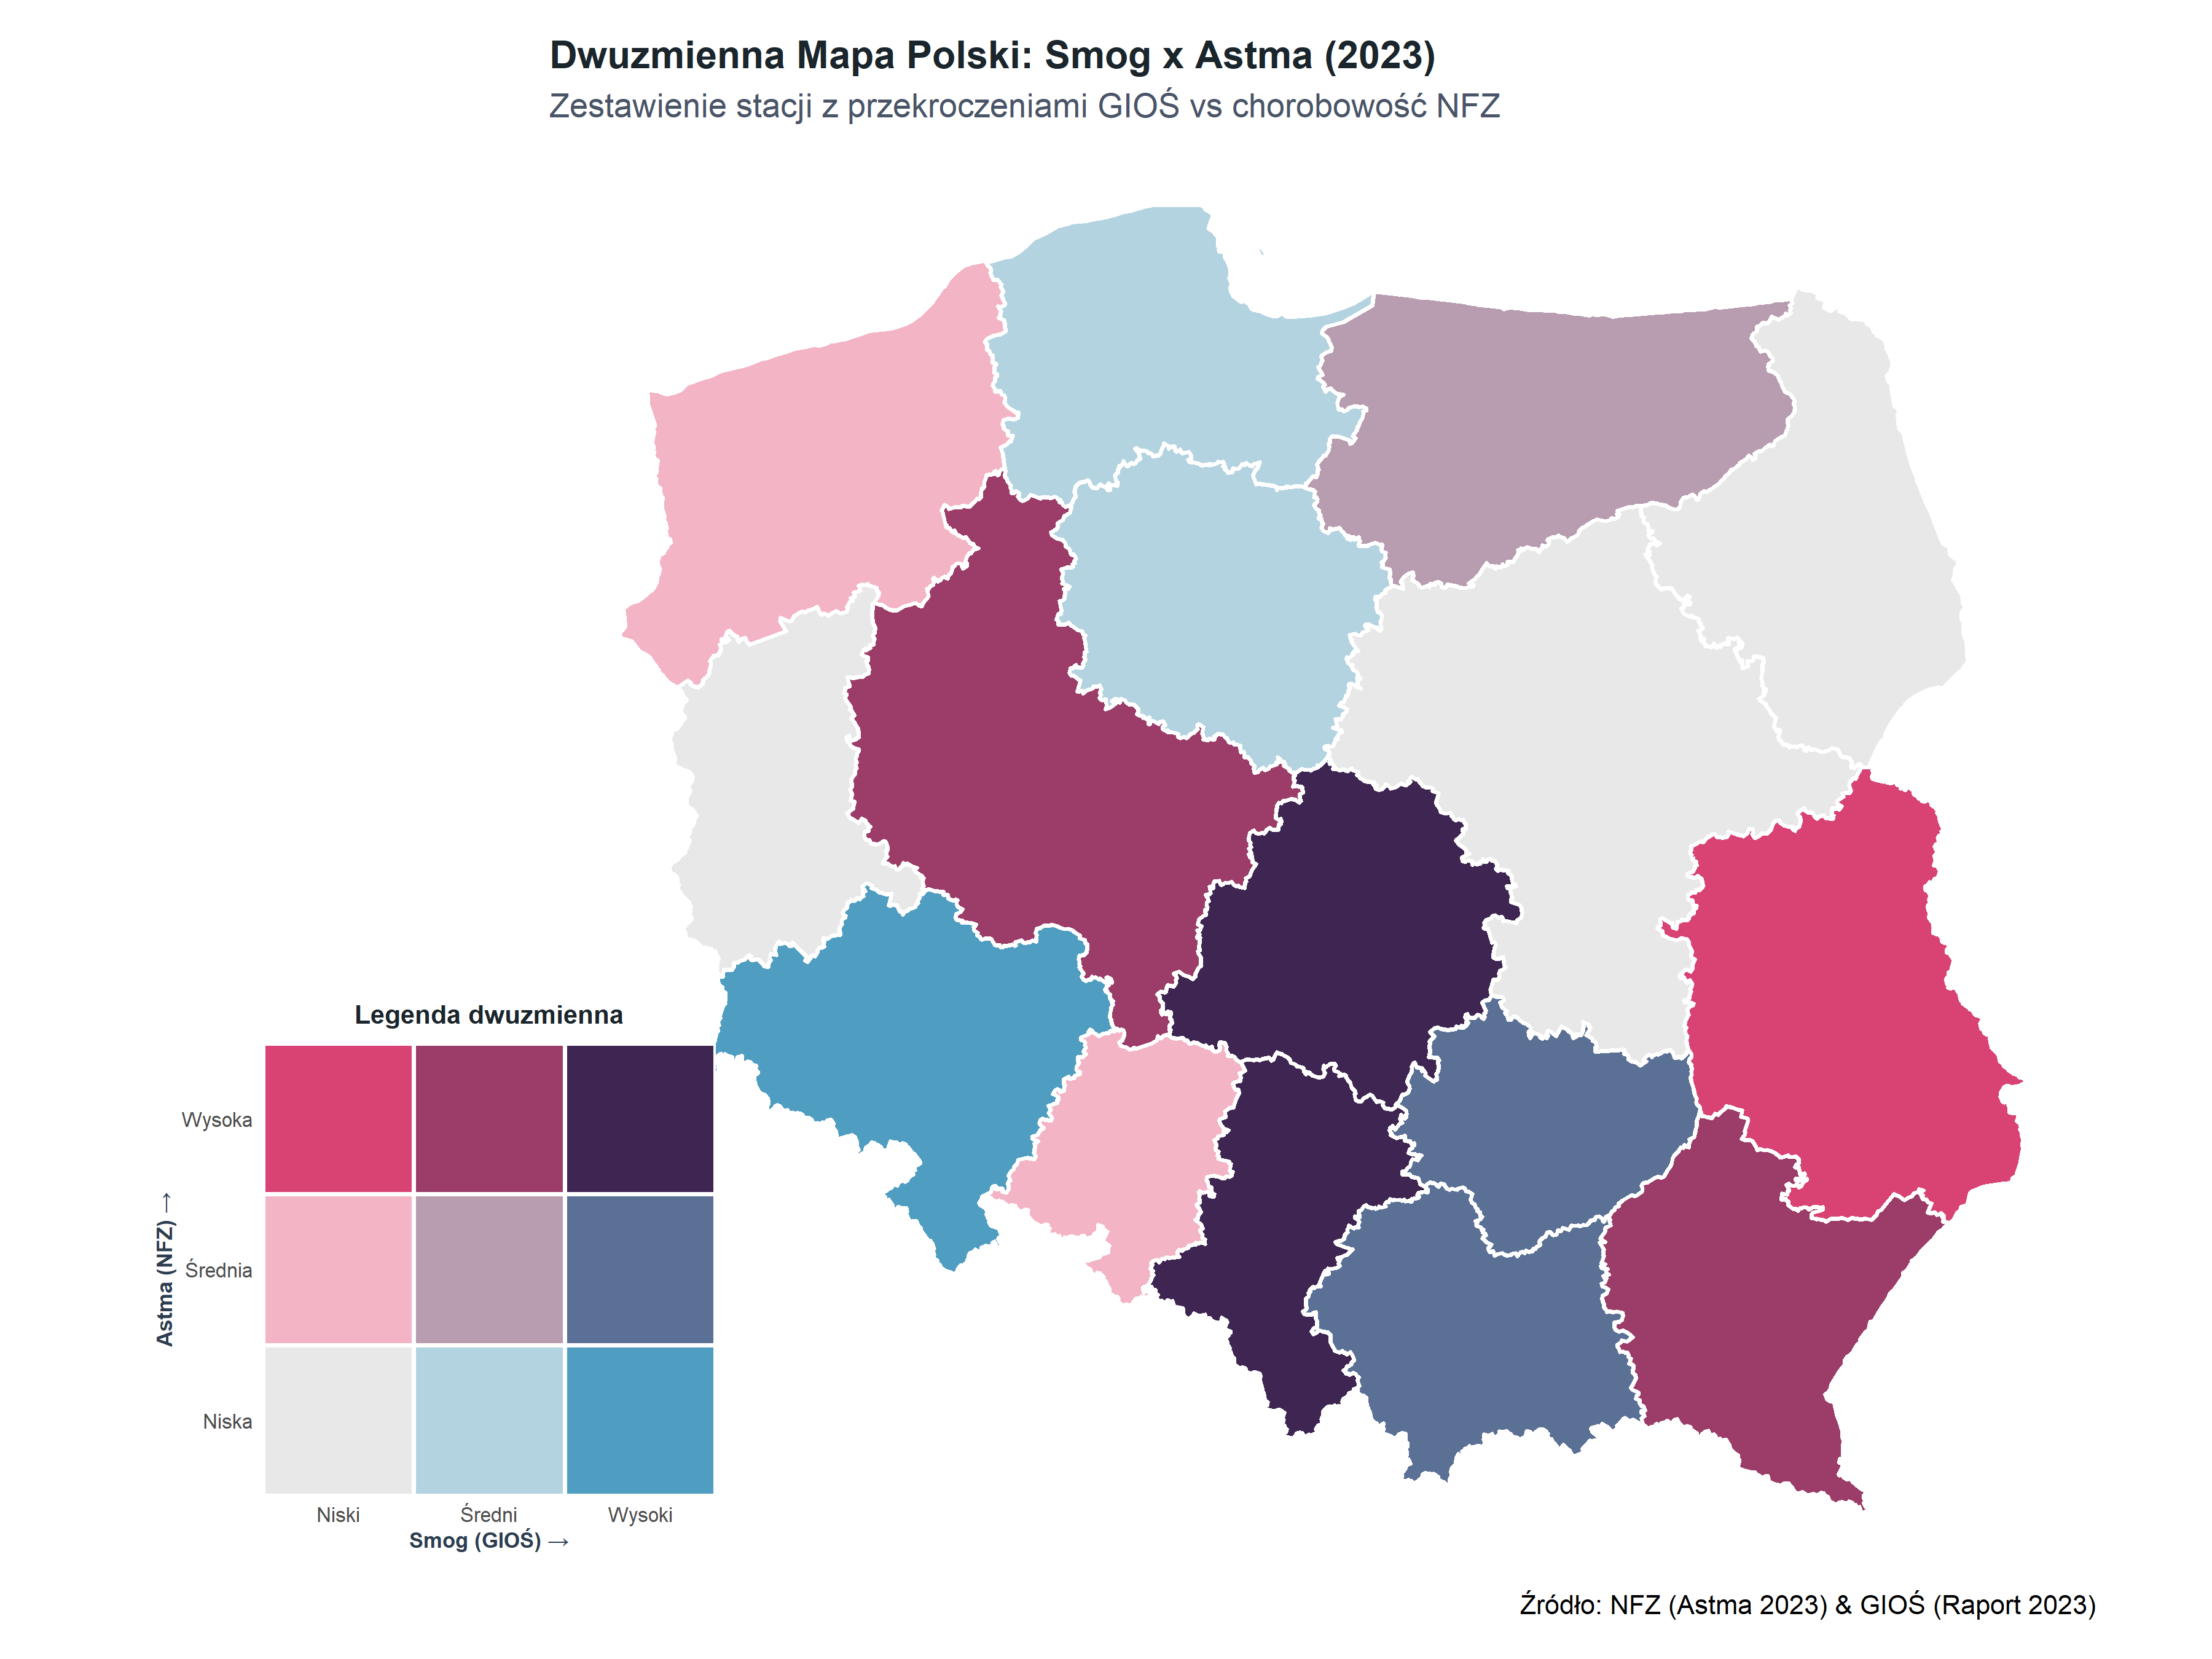 Dwuzmienna Mapa Polski: Smog x Astma (2023)
Zestawienie stacji z przekroczeniami GIOŚ vs chorobowość NFZ
Legenda dwuzmienna
Wysoka
Średnia
Niska
Astma (NFZ) →
Niski Średni Wysoki
Smog (GIOŚ) →
Źródło: NFZ (Astma 2023) & GIOŚ (Raport 2023)